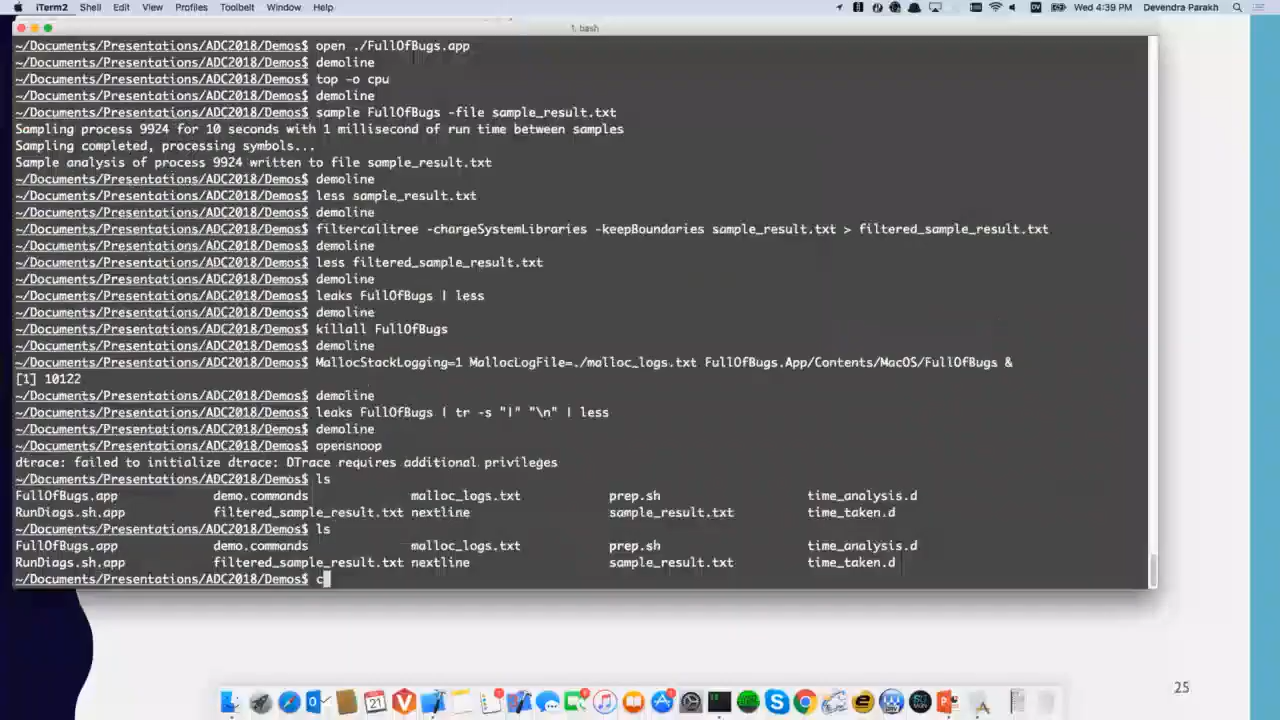 iTerm2 Shell Edit View Profiles Toolbelt Window Help
Wed 4:39 PM Devendra Parakh
1. bash
~/Documents/Presentations/ADC2018/Demos$ open ./FullOfBugs.app
~/Documents/Presentations/ADC2018/Demos$ demoline
~/Documents/Presentations/ADC2018/Demos$ top -o cpu
~/Documents/Presentations/ADC2018/Demos$ demoline
~/Documents/Presentations/ADC2018/Demos$ sample FullOfBugs -file sample_result.txt
Sampling process 9924 for 10 seconds with 1 millisecond of run time between samples
Sampling completed, processing symbols...
Sample analysis of process 9924 written to file sample_result.txt
~/Documents/Presentations/ADC2018/Demos$ demoline
~/Documents/Presentations/ADC2018/Demos$ less sample_result.txt
~/Documents/Presentations/ADC2018/Demos$ demoline
~/Documents/Presentations/ADC2018/Demos$ filtercalltree -chargeSystemLibraries -keepBoundaries sample_result.txt > filtered_sample_result.txt
~/Documents/Presentations/ADC2018/Demos$ demoline
~/Documents/Presentations/ADC2018/Demos$ less filtered_sample_result.txt
~/Documents/Presentations/ADC2018/Demos$ demoline
~/Documents/Presentations/ADC2018/Demos$ leaks FullOfBugs | less
~/Documents/Presentations/ADC2018/Demos$ demoline
~/Documents/Presentations/ADC2018/Demos$ killall FullOfBugs
~/Documents/Presentations/ADC2018/Demos$ demoline
~/Documents/Presentations/ADC2018/Demos$ MallocStackLogging=1 MallocLogFile=./malloc_logs.txt FullOfBugs.App/Contents/MacOS/FullOfBugs &
[1] 10122
~/Documents/Presentations/ADC2018/Demos$ demoline
~/Documents/Presentations/ADC2018/Demos$ leaks FullOfBugs | tr -s "|" "\n" | less
~/Documents/Presentations/ADC2018/Demos$ demoline
~/Documents/Presentations/ADC2018/Demos$ opensnoop
dtrace: failed to initialize dtrace: DTrace requires additional privileges
~/Documents/Presentations/ADC2018/Demos$ ls
FullOfBugs.app demo.commands malloc_logs.txt prep.sh time_analysis.d
RunDiags.sh.app filtered_sample_result.txt nextline sample_result.txt time_taken.d
~/Documents/Presentations/ADC2018/Demos$ ls
FullOfBugs.app demo.commands malloc_logs.txt prep.sh time_analysis.d
RunDiags.sh.app filtered_sample_result.txt nextline sample_result.txt time_taken.d
~/Documents/Presentations/ADC2018/Demos$ c
25